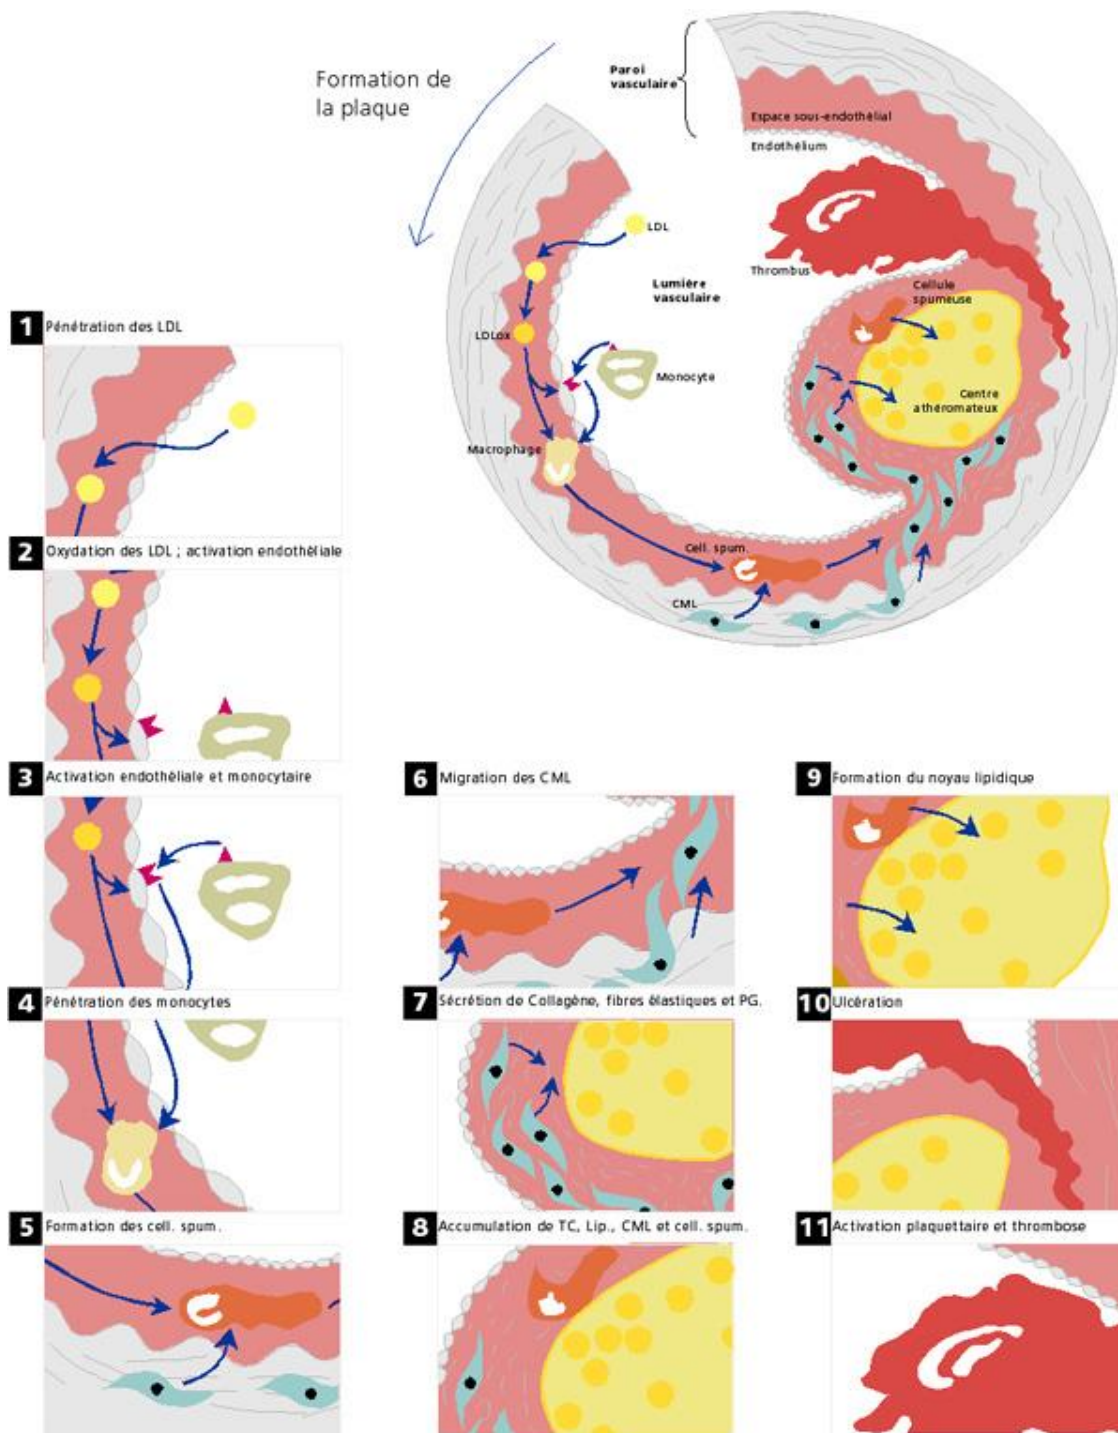 Formation de
la plaque
Paroi
vasculaire
Espace sous-endothélial
Endothélium
LDL
Lumière
vasculaire
Thrombus
Cellule
spumeuse
LDLox
Monocyte
Centre
athéromateux
Macrophage
Cell. spum.
CML
1 Pénétration des LDL
2 Oxydation des LDL ; activation endothéliale
3 Activation endothéliale et monocytaire
4 Pénétration des monocytes
5 Formation des cell. spum.
6 Migration des CML
7 Sécrétion de Collagène, fibres élastiques et PG.
8 Accumulation de TC, Lip., CML et cell. spum.
9 Formation du noyau lipidique
10 Ulcération
11 Activation plaquettaire et thrombose